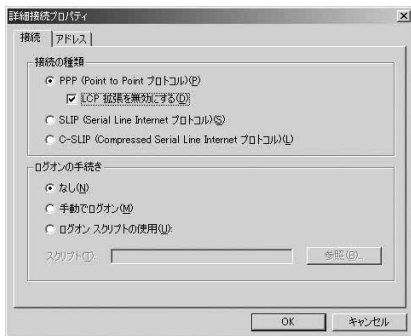 詳細接続プロパティ
接続
アドレス
接続の種類
PPP (Point to Point プロトコル)(P)
LCP 拡張を無効にする(D)
SLIP (Serial Line Internet プロトコル)(S)
C-SLIP (Compressed Serial Line Internet プロトコル)(L)
ログオンの手続き
なし(N)
手動でログオン(M)
ログオン スクリプトの使用(U):
スクリプト(T):
参照(B)...
OK
キャンセル